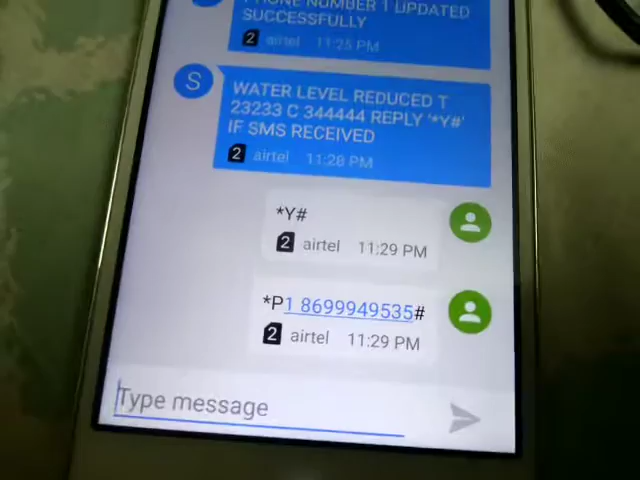 PHONE NUMBER 1 UPDATED
SUCCESSFULLY
2 airtel 11:25 PM
S
WATER LEVEL REDUCED T
23233 C 344444 REPLY '*Y#'
IF SMS RECEIVED
2 airtel 11:28 PM
*Y#
2 airtel 11:29 PM
*P1 8699949535#
2 airtel 11:29 PM
Type message